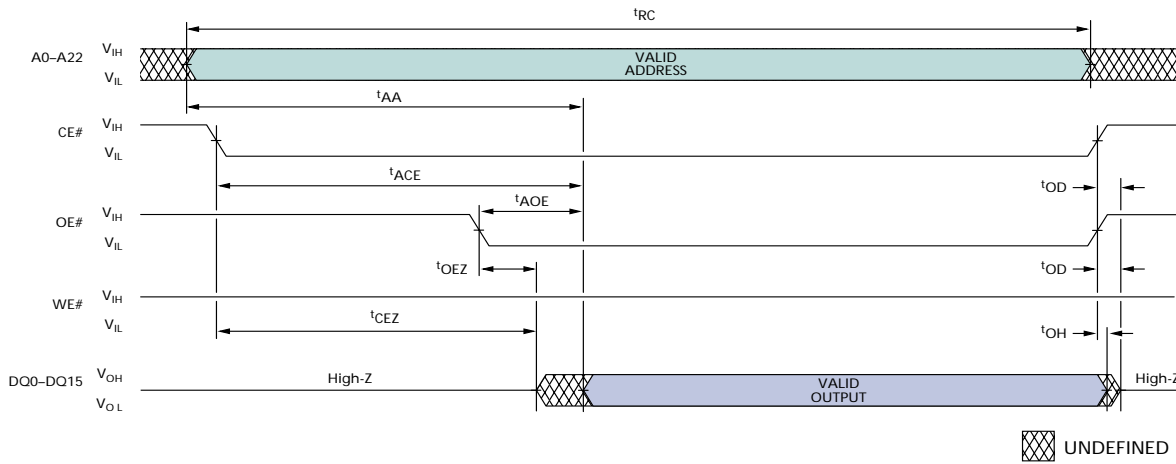 tRC
A0–A22
VIH
VIL
VALID
ADDRESS
tAA
CE#
VIH
VIL
tACE
tOD
tAOE
OE#
VIH
VIL
tOEZ
tOD
WE#
VIH
VIL
tCEZ
tOH
DQ0–DQ15
VOH
VO L
High-Z
VALID
OUTPUT
High-Z
UNDEFINED